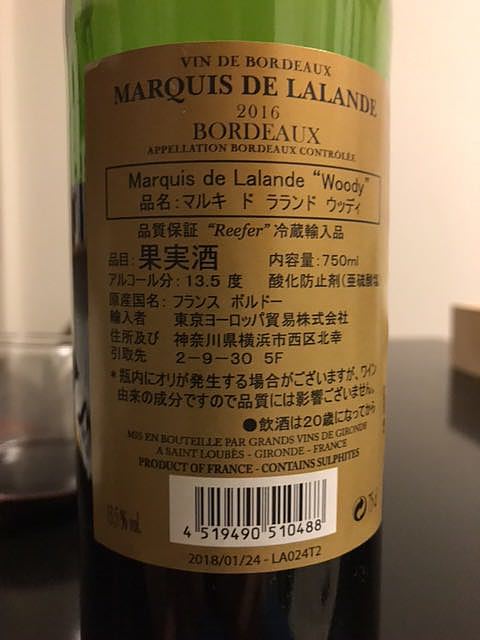 VIN DE BORDEAUX
MARQUIS DE LALANDE
2016
BORDEAUX
APPELLATION BORDEAUX CONTRÔLÉE
Marquis de Lalande “Woody”
品名:マルキ ド ラランド ウッディ
品質保証 “Reefer” 冷蔵輸入品
品目:果実酒 内容量:750ml
アルコール分:13.5 度 酸化防止剤(亜硫酸塩
原産国名:フランス ボルドー
輸入者 東京ヨーロッパ貿易株式会社
住所及び 神奈川県横浜市西区北幸
引取先 2-9-30 5F
*瓶内にオリが発生する場合がございますが、ワイン
由来の成分ですので品質には影響ございません。
●飲酒は20歳になってから
MIS EN BOUTEILLE PAR GRANDS VINS DE GIRONDE
A SAINT LOUBÈS - GIRONDE - FRANCE
PRODUCT OF FRANCE - CONTAINS SULPHITES
13.5% vol.
75 cl
4 519490 510488
2018/01/24 - LA024T2